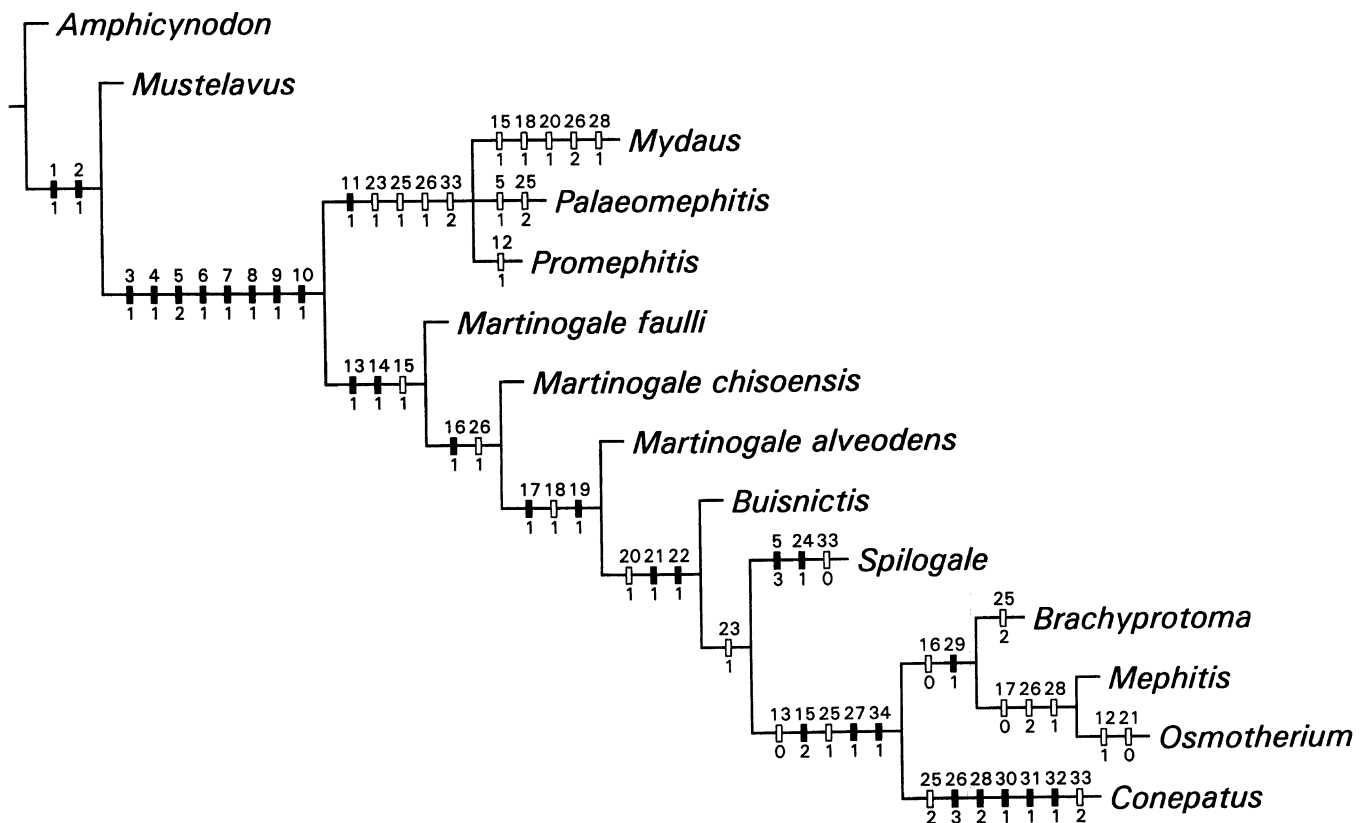 Amphicynodon
Mustelavus
15 18 20 26 28
Mydaus
1 1 1 2 1
1 2
1 1
11 23 25 26 33
1 1 1 1 2
5 25
Palaeomephitis
1 2
12
Promephitis
1
3 4 5 6 7 8 9 10
1 1 2 1 1 1 1 1
Martinogale faulli
13 14 15
1 1 1
Martinogale chisoensis
16 26
1 1
Martinogale alveodens
17 18 19
1 1 1
Buisnictis
20 21 22
1 1 1
5 24 33
Spilogale
3 1 0
23
1
25
Brachyprotoma
2
16 29
0 1
Mephitis
17 26 28
0 2 1
12 21
Osmotherium
1 0
13 15 25 27 34
0 2 1 1 1
25 26 28 30 31 32 33
Conepatus
2 3 2 1 1 1 2